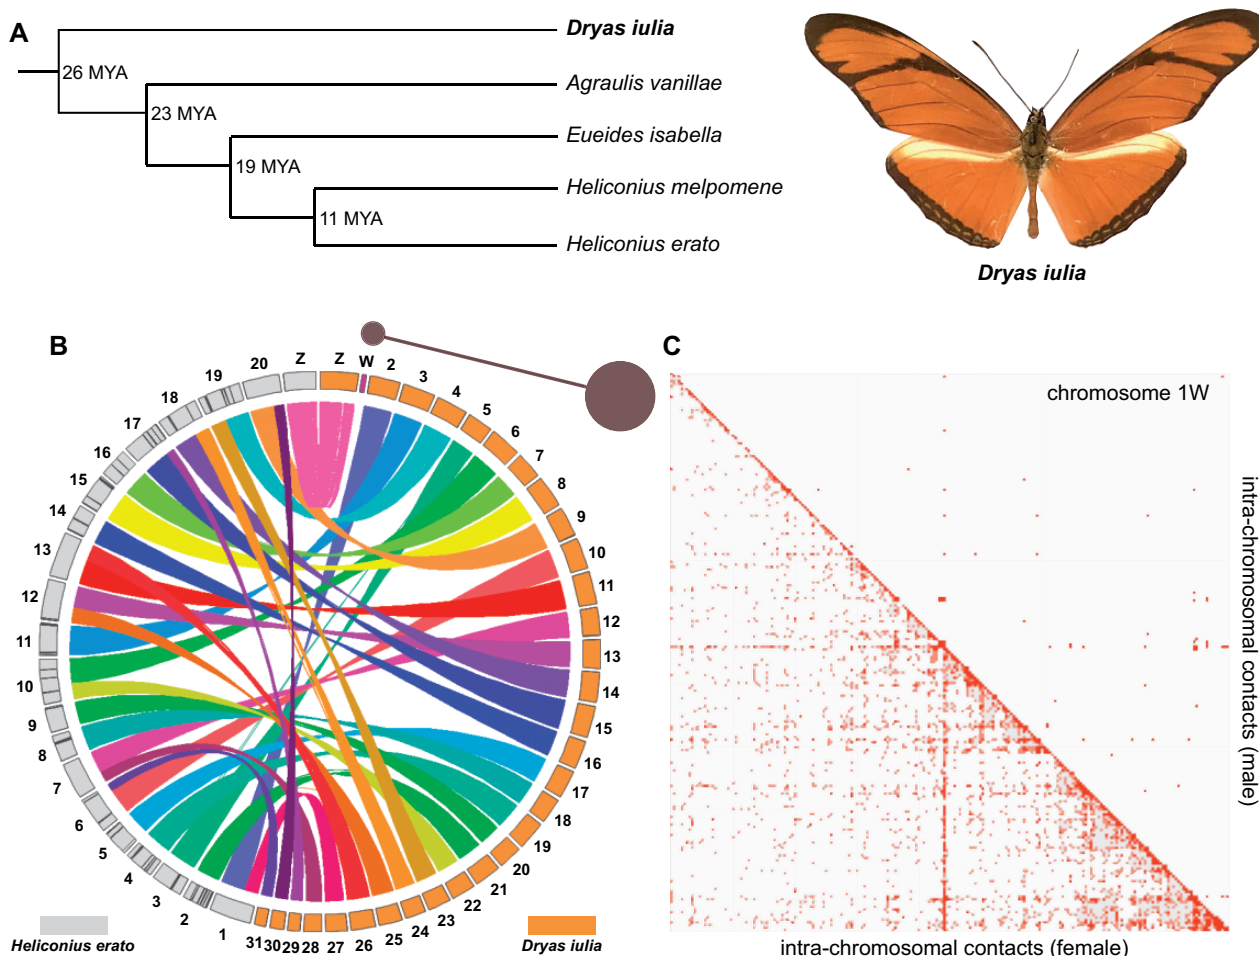 A
Dryas iulia
26 MYA
Agraulis vanillae
23 MYA
Eueides isabella
19 MYA
Heliconius melpomene
11 MYA
Heliconius erato
Dryas iulia
B
Z
Z
W
2
3
4
5
6
7
8
9
10
11
12
13
14
15
16
17
18
19
20
21
22
23
24
25
26
27
28
29
30
31
1
2
3
4
5
6
7
8
9
10
11
12
13
14
15
16
17
18
19
20
Heliconius erato
Dryas iulia
C
chromosome 1W
intra-chromosomal contacts (male)
intra-chromosomal contacts (female)